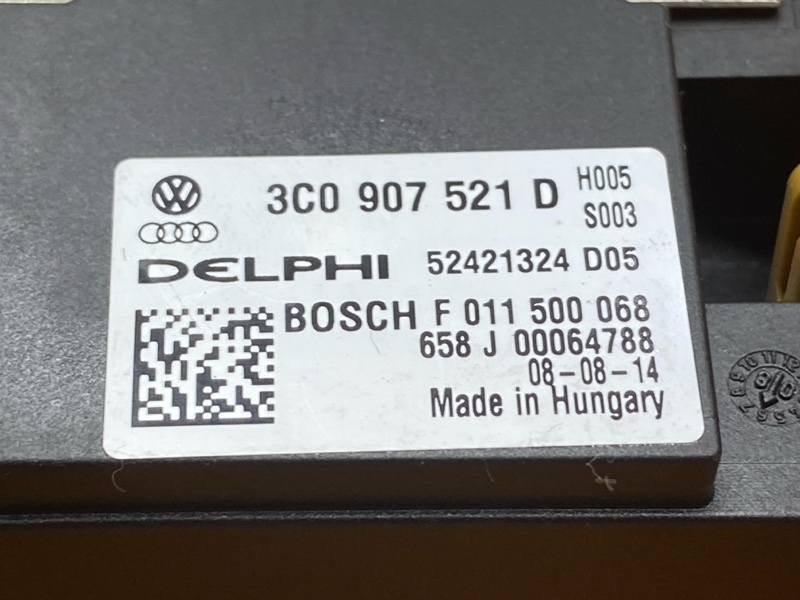 3C0 907 521 D H005
S003
DELPHI 52421324 D05
BOSCH F 011 500 068
658 J 00064788
08-08-14
Made in Hungary